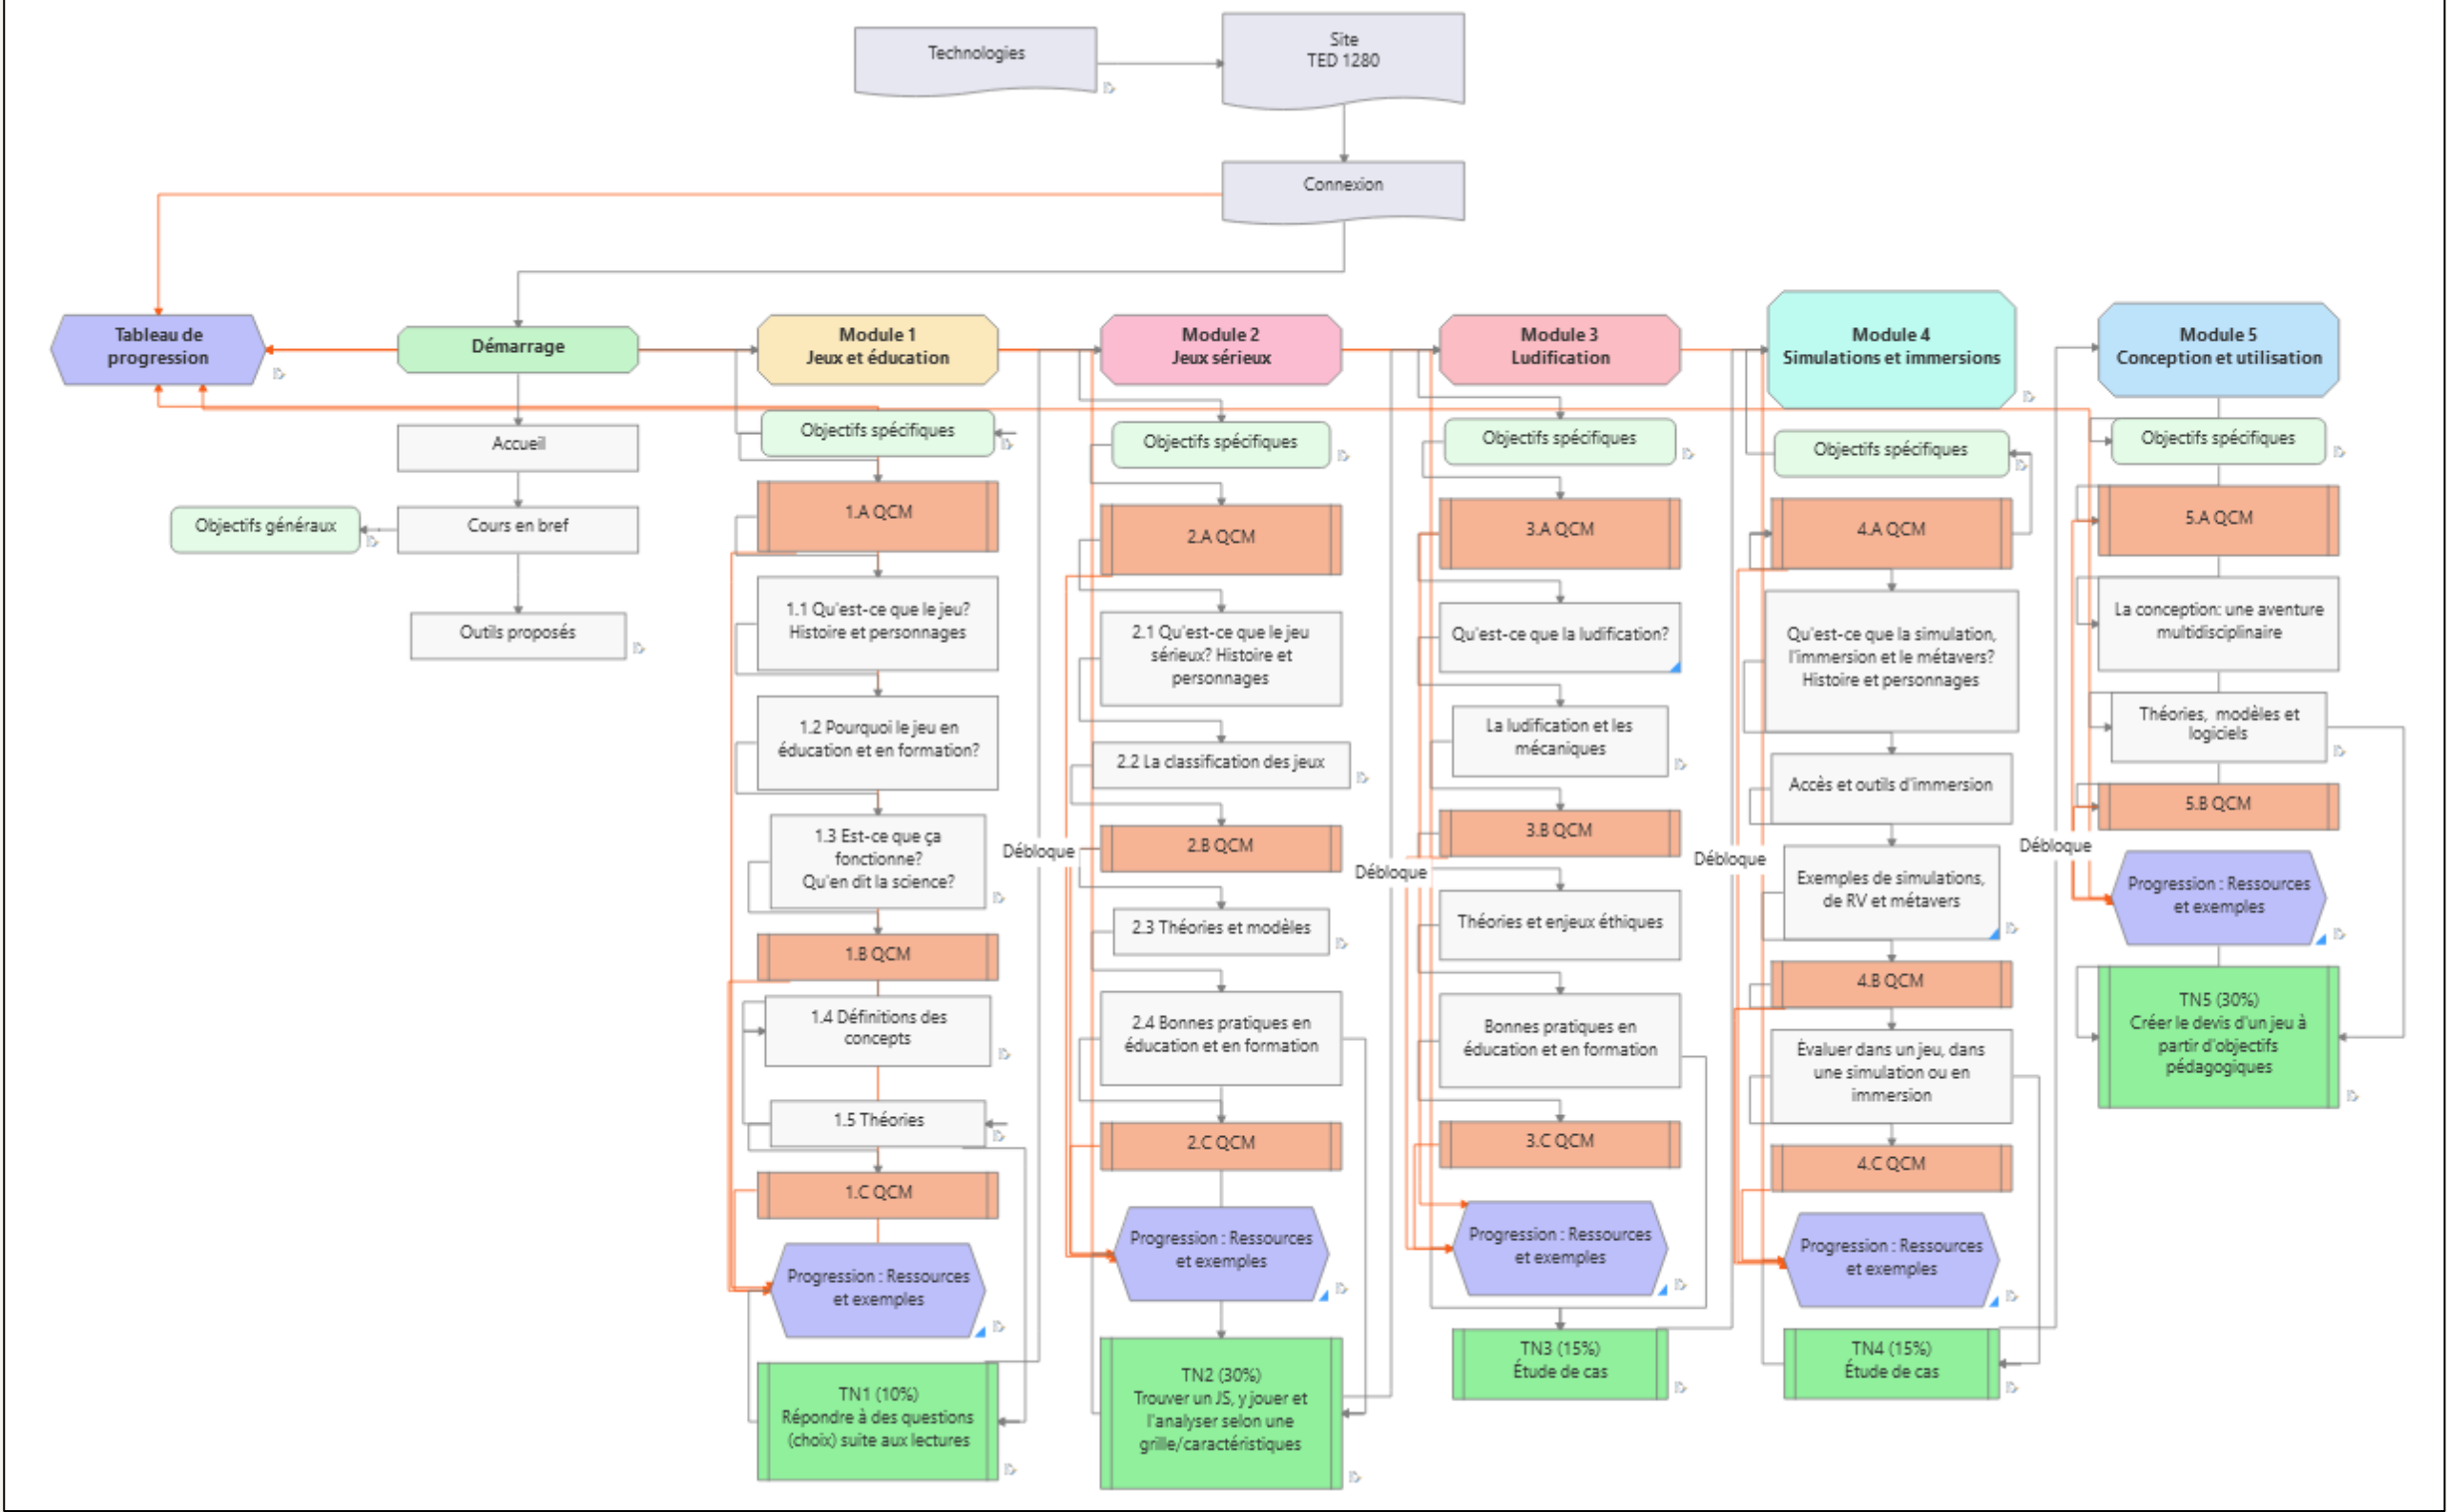 Technologies
Site
TED 1280
Connexion
Tableau de
progression
Démarrage
Accueil
Objectifs généraux
Cours en bref
Outils proposés
Module 1
Jeux et éducation
Objectifs spécifiques
1.A QCM
1.1 Qu'est-ce que le jeu?
Histoire et personnages
1.2 Pourquoi le jeu en
éducation et en formation?
1.3 Est-ce que ça
fonctionne?
Qu'en dit la science?
1.B QCM
1.4 Définitions des
concepts
1.5 Théories
1.C QCM
Progression : Ressources
et exemples
TN1 (10%)
Répondre à des questions
(choix) suite aux lectures
Débloque
Module 2
Jeux sérieux
Objectifs spécifiques
2.A QCM
2.1 Qu'est-ce que le jeu
sérieux? Histoire et
personnages
2.2 La classification des jeux
2.B QCM
2.3 Théories et modèles
2.4 Bonnes pratiques en
éducation et en formation
2.C QCM
Progression : Ressources
et exemples
TN2 (30%)
Trouver un JS, y jouer et
l'analyser selon une
grille/caractéristiques
Débloque
Module 3
Ludification
Objectifs spécifiques
3.A QCM
Qu'est-ce que la ludification?
La ludification et les
mécaniques
3.B QCM
Théories et enjeux éthiques
Bonnes pratiques en
éducation et en formation
3.C QCM
Progression : Ressources
et exemples
TN3 (15%)
Étude de cas
Débloque
Module 4
Simulations et immersions
Objectifs spécifiques
4.A QCM
Qu'est-ce que la simulation,
l'immersion et le métavers?
Histoire et personnages
Accès et outils d'immersion
Exemples de simulations,
de RV et métavers
4.B QCM
Évaluer dans un jeu, dans
une simulation ou en
immersion
4.C QCM
Progression : Ressources
et exemples
TN4 (15%)
Étude de cas
Débloque
Module 5
Conception et utilisation
Objectifs spécifiques
5.A QCM
La conception: une aventure
multidisciplinaire
Théories, modèles et
logiciels
5.B QCM
Progression : Ressources
et exemples
TN5 (30%)
Créer le devis d'un jeu à
partir d'objectifs
pédagogiques